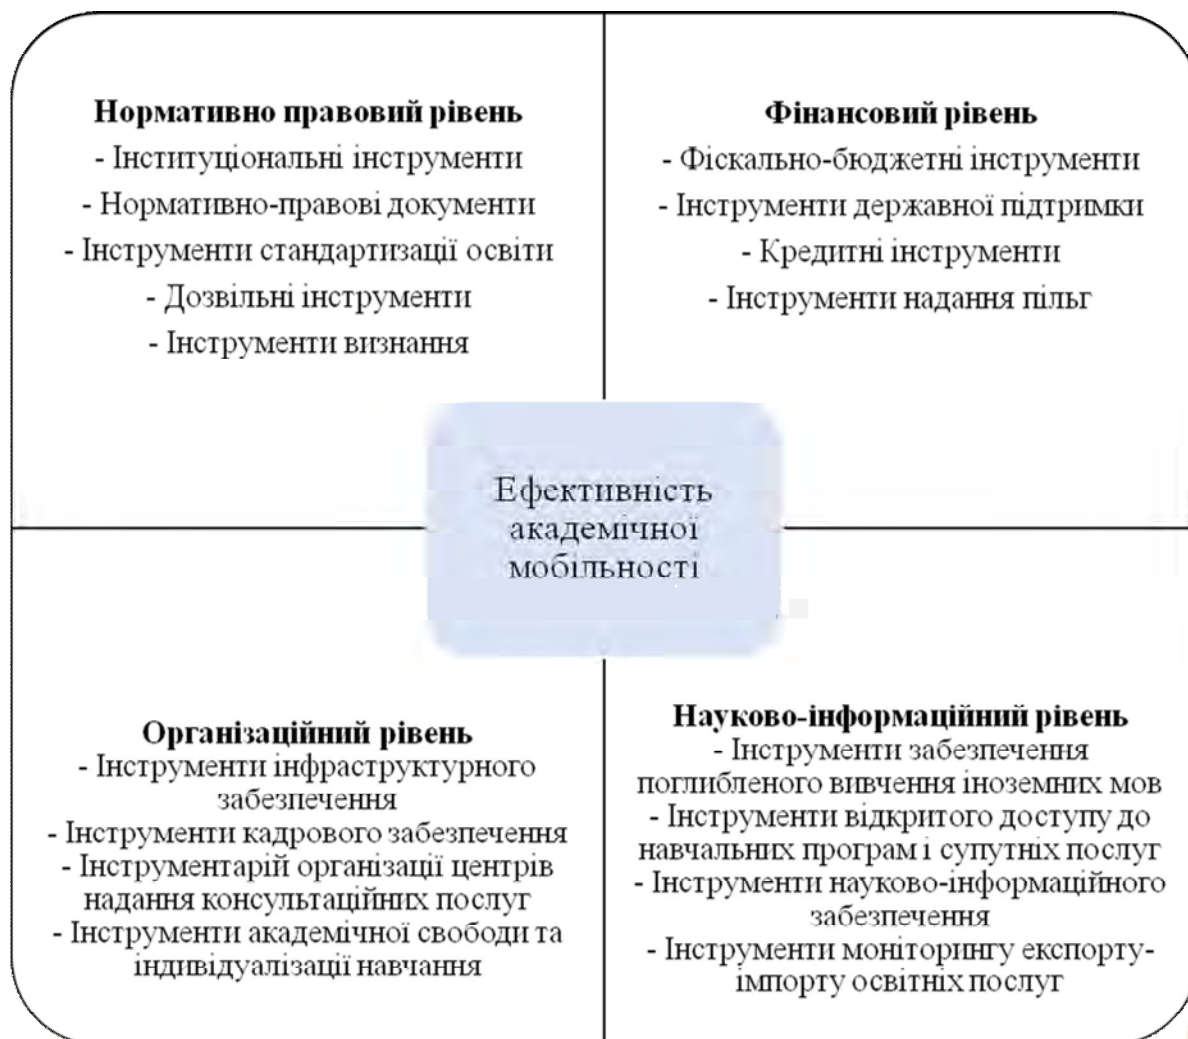 Нормативно правовий рівень
- Інституціональні інструменти
- Нормативно-правові документи
- Інструменти стандартизації освіти
- Дозвільні інструменти
- Інструменти визнання
Фінансовий рівень
- Фіскально-бюджетні інструменти
- Інструменти державної підтримки
- Кредитні інструменти
- Інструменти надання пільг
Ефективність
академічної
мобільності
Організаційний рівень
- Інструменти інфраструктурного
забезпечення
- Інструменти кадрового забезпечення
- Інструментарій організації центрів
надання консультаційних послуг
- Інструменти академічної свободи та
індивідуалізації навчання
Науково-інформаційний рівень
- Інструменти забезпечення
поглибленого вивчення іноземних мов
- Інструменти відкритого доступу до
навчальних програм і супутніх послуг
- Інструменти науково-інформаційного
забезпечення
- Інструменти моніторингу експорту-
імпорту освітніх послуг